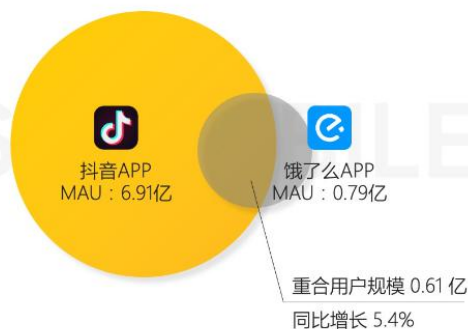 抖音APP
MAU：6.91亿
饿了么APP
MAU：0.79亿
重合用户规模 0.61 亿
同比增长 5.4%